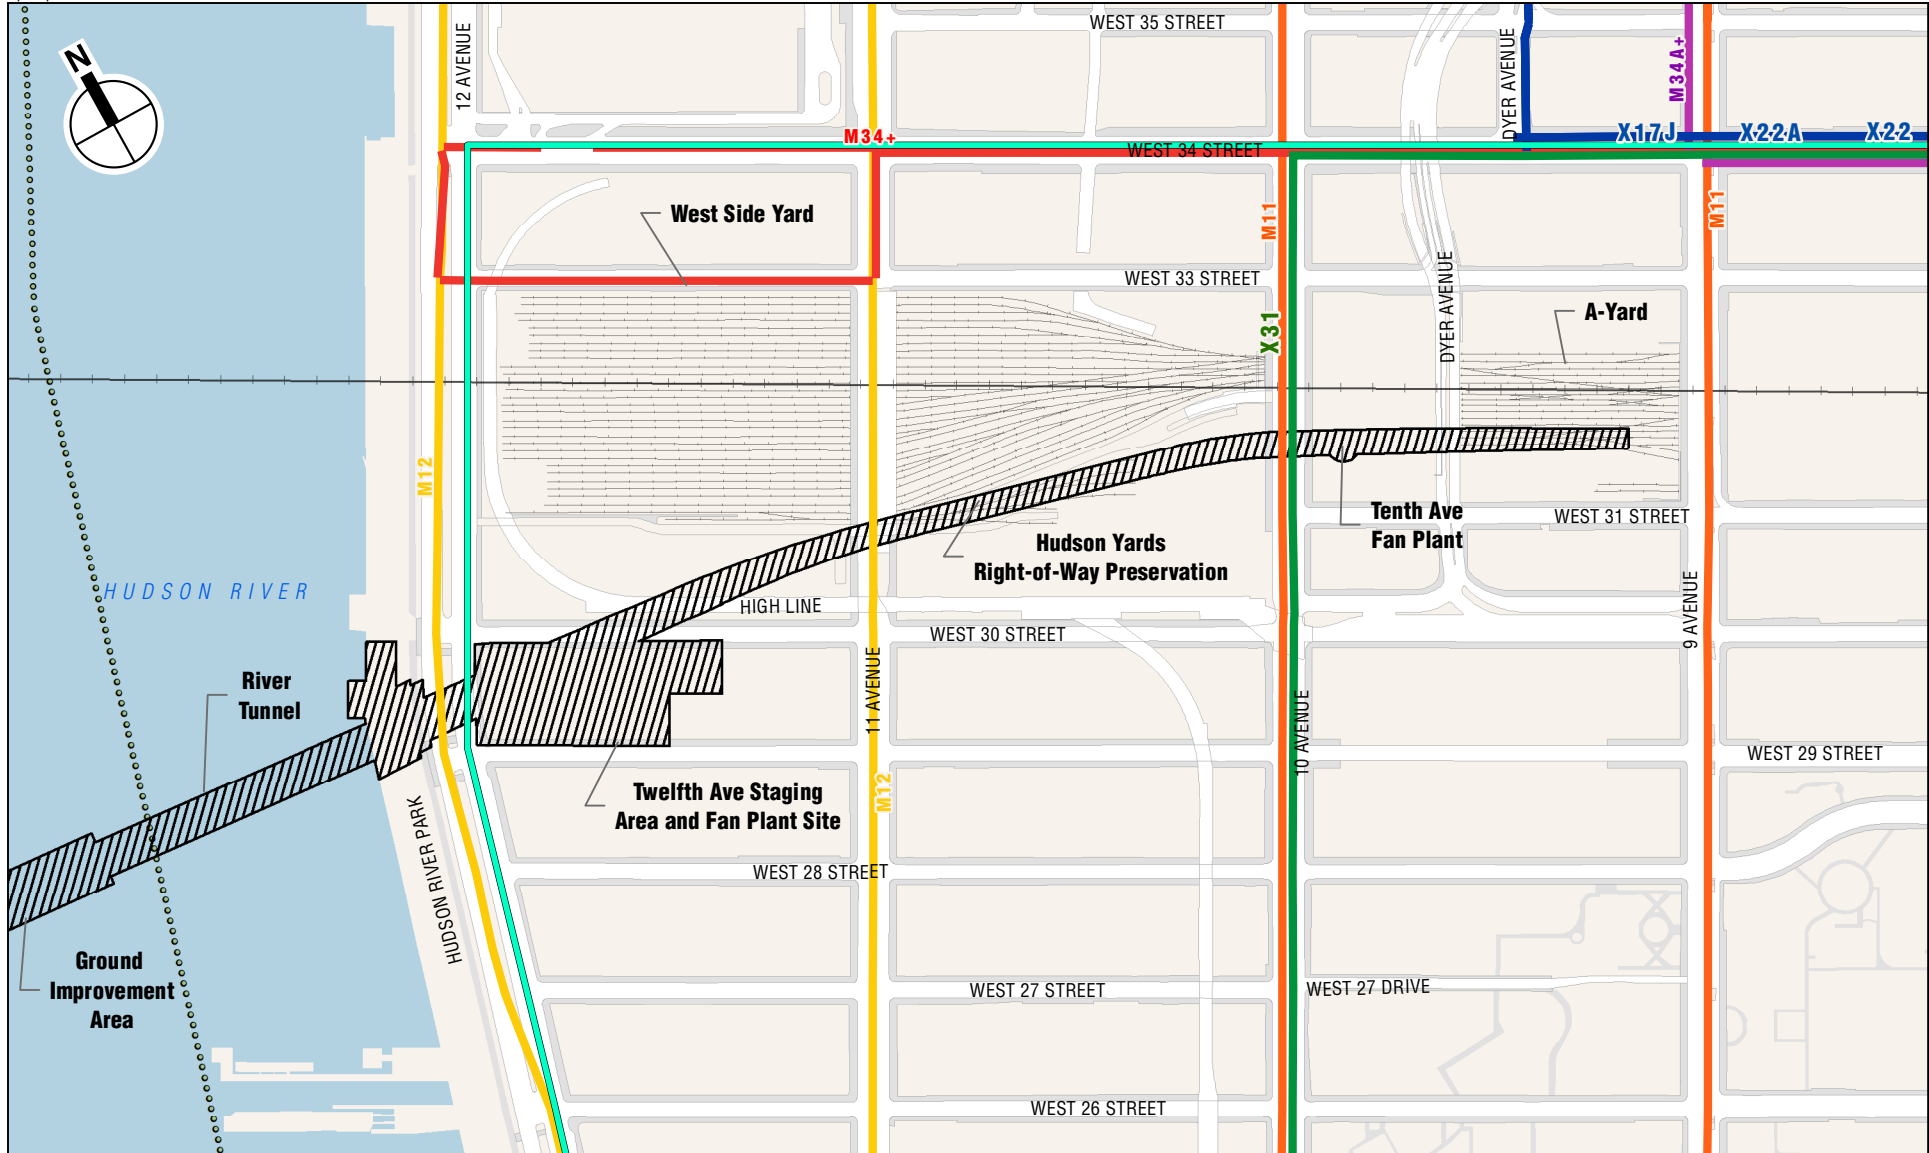 WEST 35 STREET
N
12 AVENUE
DYER AVENUE
M34A+
M34+
X17J
X22A
X22
WEST 34 STREET
West Side Yard
M11
M11
WEST 33 STREET
DYER AVENUE
A-Yard
X31
M12
Tenth Ave
Fan Plant
WEST 31 STREET
Hudson Yards
Right-of-Way Preservation
HUDSON RIVER
HIGH LINE
WEST 30 STREET
9 AVENUE
River
Tunnel
11 AVENUE
10 AVENUE
WEST 29 STREET
Twelfth Ave Staging
Area and Fan Plant Site
M12
HUDSON RIVER PARK
WEST 28 STREET
Ground
Improvement
Area
WEST 27 STREET
WEST 27 DRIVE
WEST 26 STREET